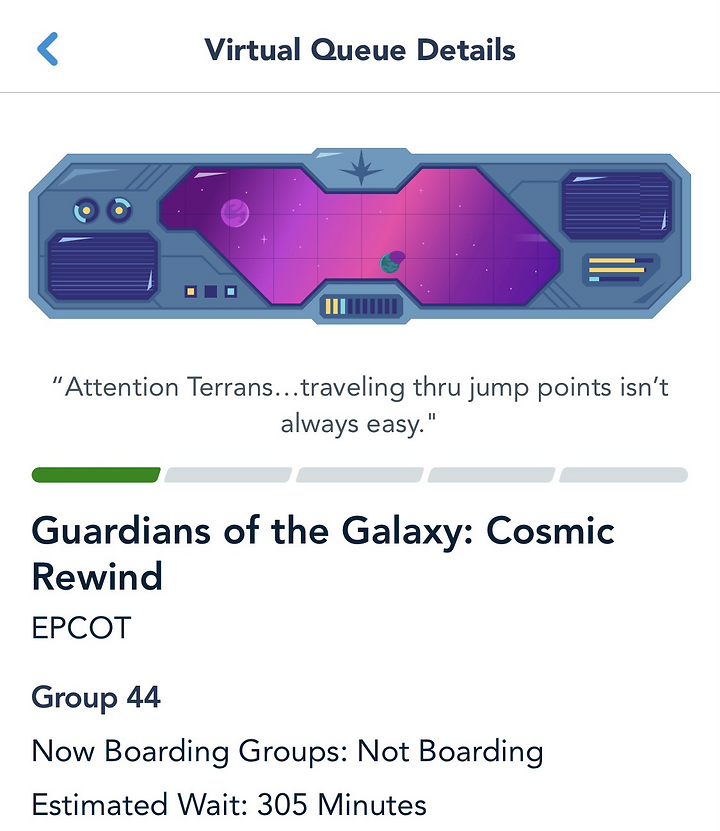 Virtual Queue Details
“Attention Terrans...traveling thru jump points isn’t
always easy."
Guardians of the Galaxy: Cosmic
Rewind
EPCOT
Group 44
Now Boarding Groups: Not Boarding
Estimated Wait: 305 Minutes